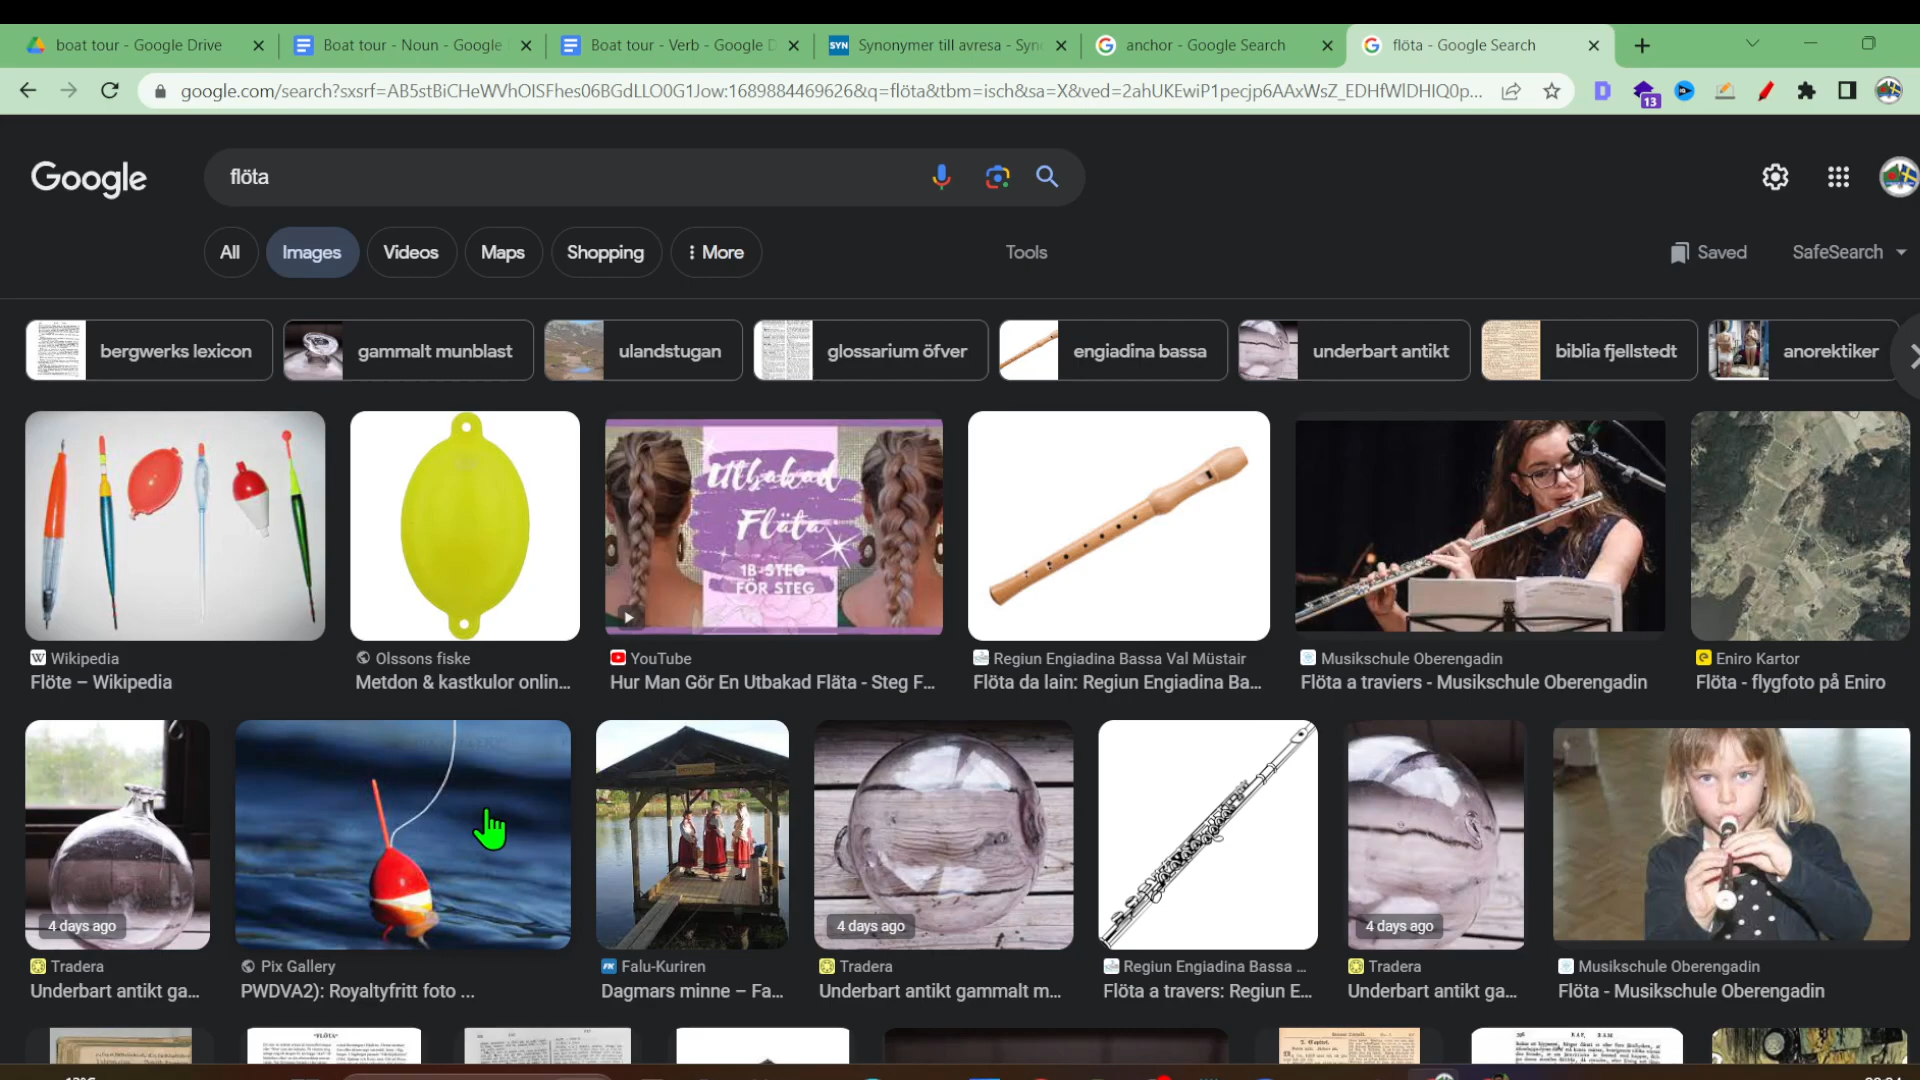 boat tour - Google Drive
Boat tour - Noun - Google
Boat tour - Verb - Google D
SYN Synonymer till avresa - Syn
anchor - Google Search
flöta - Google Search
google.com/search?sxsrf=AB5stBiCHeWVhOISFhes06BGdLLO0G1Jow:1689884469626&q=flöta&tbm=isch&sa=X&ved=2ahUKEwiP1pecjp6AAxWsZ_EDHfWlDHIQ0p...
13
Google
flöta
All
Images
Videos
Maps
Shopping
More
Tools
Saved
SafeSearch
bergwerks lexicon
gammalt munblast
ulandstugan
glossarium öfver
engiadina bassa
underbart antikt
biblia fjellstedt
anorektiker
Utbakad
Fläta
18-STEG
FÖR STEG
W Wikipedia
Flöte – Wikipedia
Olssons fiske
Metdon & kastkulor onlin...
YouTube
Hur Man Gör En Utbakad Fläta - Steg F...
Regiun Engiadina Bassa Val Müstair
Flöta da lain: Regiun Engiadina Ba...
Musikschule Oberengadin
Flöta a traviers - Musikschule Oberengadin
Eniro Kartor
Flöta - flygfoto på Eniro
4 days ago
4 days ago
4 days ago
Tradera
Underbart antikt ga...
Pix Gallery
PWDVA2): Royaltyfritt foto ...
FK Falu-Kuriren
Dagmars minne – Fa...
Tradera
Underbart antikt gammalt m...
Regiun Engiadina Bassa ...
Flöta a travers: Regiun E...
Tradera
Underbart antikt ga...
Musikschule Oberengadin
Flöta - Musikschule Oberengadin
"FLÖTA"